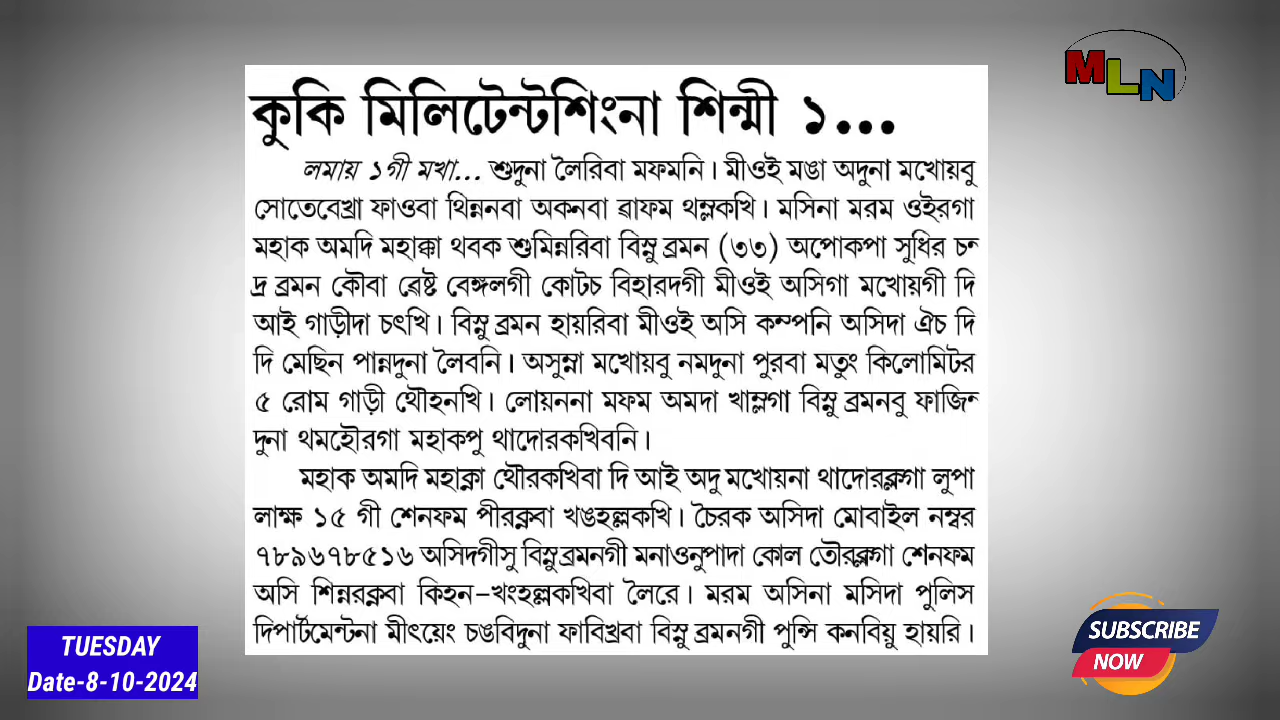 MLN
কুকি মিলিটেন্টশিংনা শিন্মী ১...
লমায় ১গী মখা... শুদুনা লৈরিবা মফমনি। মীওই মঙা অদুনা মখোয়বু
সোতেবেখ্রা ফাওবা থিন্ননবা অকনবা ৱাফম থম্লকখি। মসিনা মরম ওইরগা
মহাক অমদি মহাক্কা থবক শুমিন্নরিবা বিস্নু ব্রমন (৩৩) অপোকপা সুধির চন্
দ্র ব্রমন কৌবা ৱেষ্ট বেঙ্গলগী কোটচ বিহারদগী মীওই অসিগা মখোয়গী দি
আই গাড়ীদা চৎখি। বিস্নু ব্রমন হায়রিবা মীওই অসি কম্পনি অসিদা ঐচ দি
দি মেছিন পান্নদুনা লৈবনি। অসুম্না মখোয়বু নমদুনা পুরবা মতুং কিলোমিটর
৫ রোম গাড়ী থৌহনখি। লোয়ননা মফম অমদা খাম্লগা বিস্নু ব্রমনবু ফাজিন্
দুনা থমহৌরগা মহাকপু থাদোরকখিবনি।
মহাক অমদি মহাক্না থৌরকখিবা দি আই অদু মখোয়না থাদোরক্লগা লুপা
লাক্ষ ১৫ গী শেনফম পীরক্নবা খঙহল্লকখি। চৈরক অসিদা মোবাইল নম্বর
৭৮৯৬৭৮৫১৬ অসিদগীসু বিস্নু ব্রমনগী মনাওনুপাদা কোল তৌরক্লগা শেনফম
অসি শিন্নরক্নবা কিহন-খংহল্লকখিবা লৈরে। মরম অসিনা মসিদা পুলিস
দিপার্টমেন্টনা মীৎয়েং চঙবিদুনা ফাবিখ্রবা বিস্নু ব্রমনগী পুন্সি কনবিয়ু হায়রি।
TUESDAY
Date-8-10-2024
SUBSCRIBE
NOW